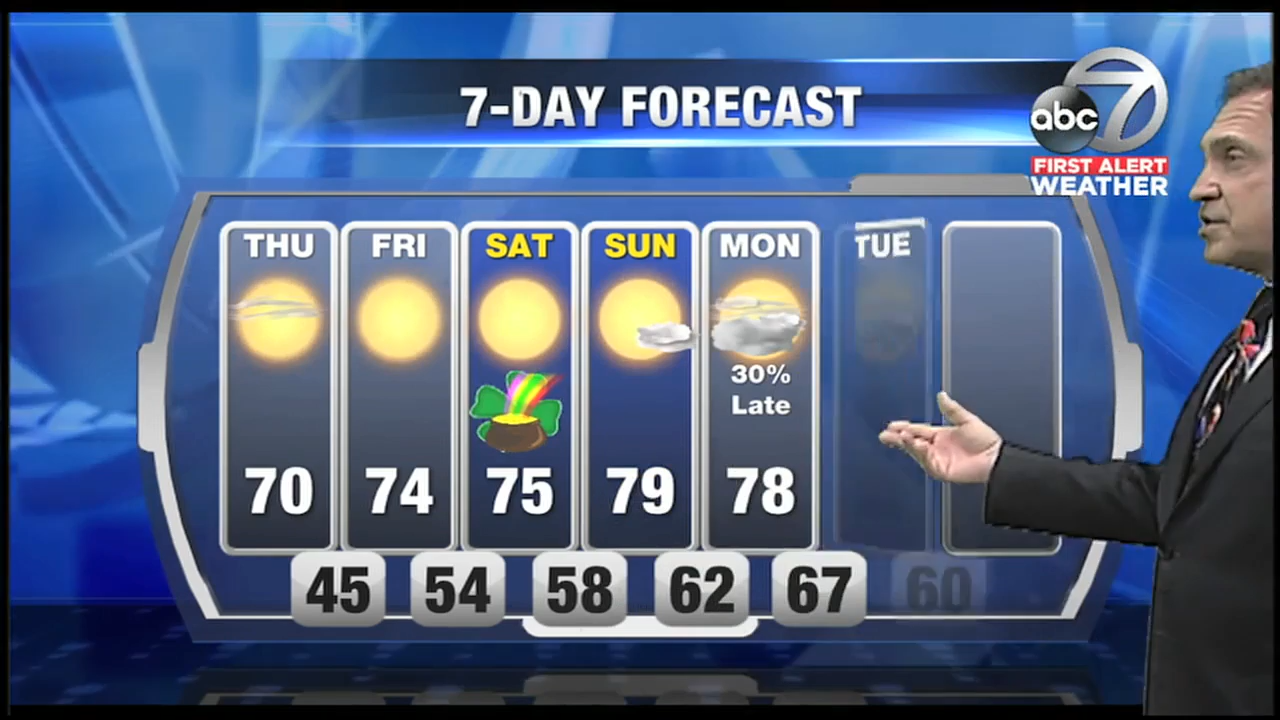 7-DAY FORECAST
abc 7
FIRST ALERT
WEATHER
THU FRI SAT SUN MON TUE
30%
Late
70 74 75 79 78
45 54 58 62 67 60